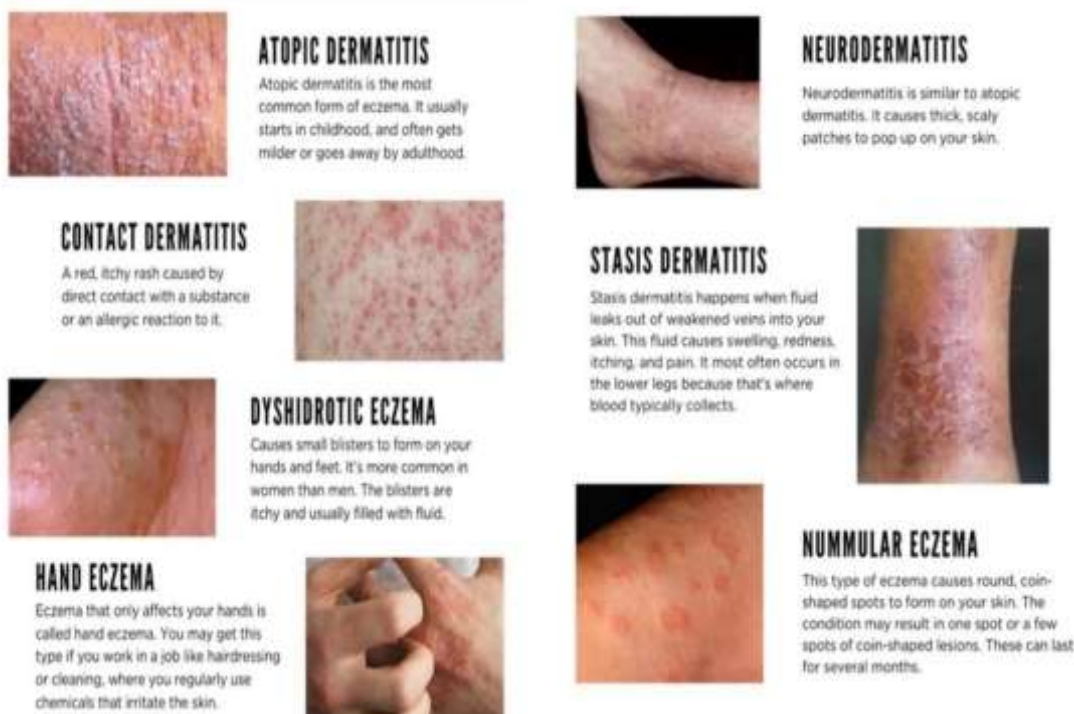 ATOPIC DERMATITIS
Atopic dermatitis is the most
common form of eczema. It usually
starts in childhood, and often gets
milder or goes away by adulthood.
CONTACT DERMATITIS
A red, itchy rash caused by
direct contact with a substance
or an allergic reaction to it.
DYSHIDROTIC ECZEMA
Causes small blisters to form on your
hands and feet. It's more common in
women than men. The blisters are
itchy and usually filled with fluid.
HAND ECZEMA
Eczema that only affects your hands is
called hand eczema. You may get this
type if you work in a job like hairdressing
or cleaning, where you regularly use
chemicals that irritate the skin.
NEURODERMATITIS
Neurodermatitis is similar to atopic
dermatitis. It causes thick, scaly
patches to pop up on your skin.
STASIS DERMATITIS
Stasis dermatitis happens when fluid
leaks out of weakened veins into your
skin. This fluid causes swelling, redness,
itching, and pain. It most often occurs in
the lower legs because that's where
blood typically collects.
NUMMULAR ECZEMA
This type of eczema causes round, coin-
shaped spots to form on your skin. The
condition may result in one spot or a few
spots of coin-shaped lesions. These can last
for several months.